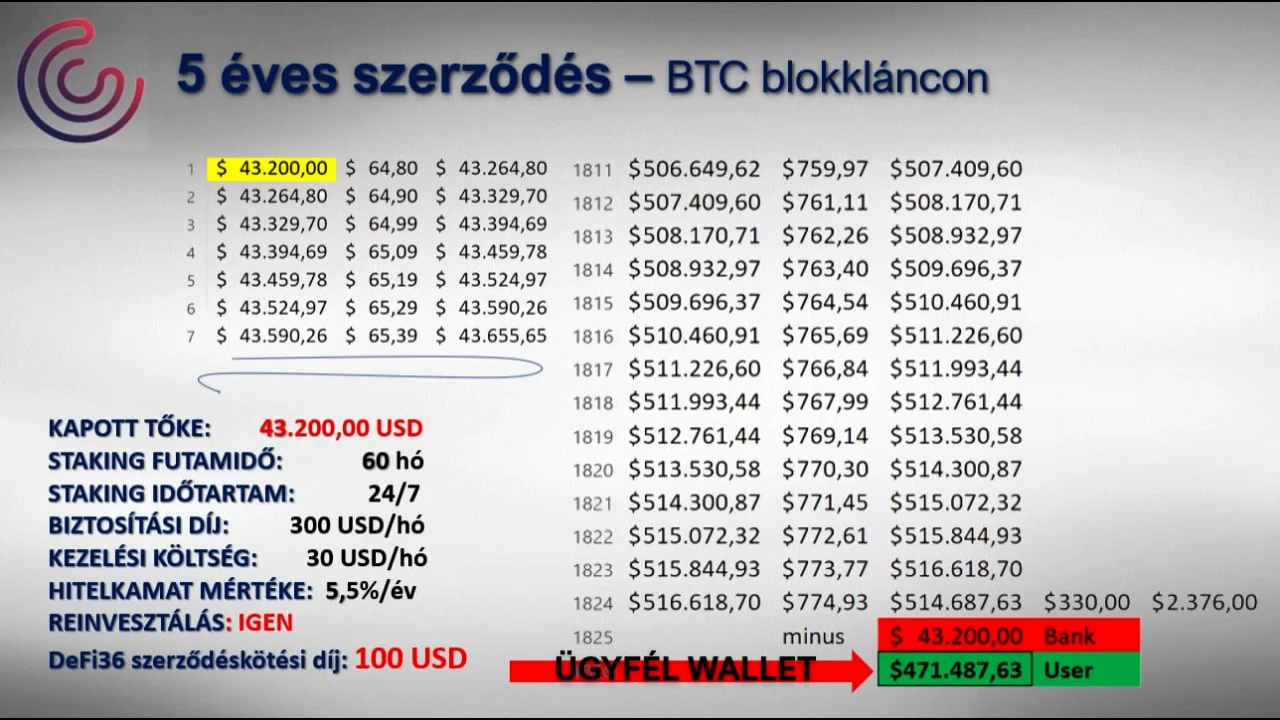 5 éves szerződés – BTC blokkláncon
1 $ 43.200,00 $ 64,80 $ 43.264,80
2 $ 43.264,80 $ 64,90 $ 43.329,70
3 $ 43.329,70 $ 64,99 $ 43.394,69
4 $ 43.394,69 $ 65,09 $ 43.459,78
5 $ 43.459,78 $ 65,19 $ 43.524,97
6 $ 43.524,97 $ 65,29 $ 43.590,26
7 $ 43.590,26 $ 65,39 $ 43.655,65
KAPOTT TŐKE: 43.200,00 USD
STAKING FUTAMIDŐ: 60 hó
STAKING IDŐTARTAM: 24/7
BIZTOSÍTÁSI DÍJ: 300 USD/hó
KEZELÉSI KÖLTSÉG: 30 USD/hó
HITELKAMAT MÉRTÉKE: 5,5%/év
REINVESZTÁLÁS: IGEN
DeFi36 szerződéskötési díj: 100 USD
1811 $506.649,62 $759,97 $507.409,60
1812 $507.409,60 $761,11 $508.170,71
1813 $508.170,71 $762,26 $508.932,97
1814 $508.932,97 $763,40 $509.696,37
1815 $509.696,37 $764,54 $510.460,91
1816 $510.460,91 $765,69 $511.226,60
1817 $511.226,60 $766,84 $511.993,44
1818 $511.993,44 $767,99 $512.761,44
1819 $512.761,44 $769,14 $513.530,58
1820 $513.530,58 $770,30 $514.300,87
1821 $514.300,87 $771,45 $515.072,32
1822 $515.072,32 $772,61 $515.844,93
1823 $515.844,93 $773,77 $516.618,70
1824 $516.618,70 $774,93 $514.687,63 $330,00 $2.376,00
1825 minus $ 43.200,00 Bank
ÜGYFÉL WALLET $471.487,63 User